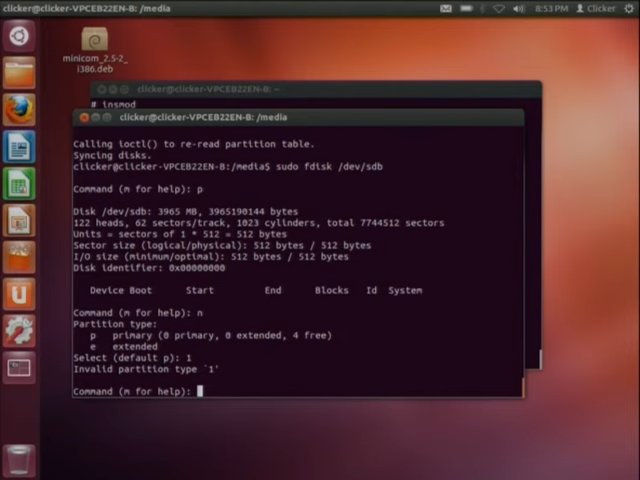 clicker@clicker-VPCEB22EN-B: /media
8:53 PM
Clicker
minicom_2.5-2_
i386.deb
clicker@clicker-VPCEB22EN-B: ~
# insmod
clicker@clicker-VPCEB22EN-B: /media
Calling ioctl() to re-read partition table.
Syncing disks.
clicker@clicker-VPCEB22EN-B:/media$ sudo fdisk /dev/sdb
Command (m for help): p
Disk /dev/sdb: 3965 MB, 3965190144 bytes
122 heads, 62 sectors/track, 1023 cylinders, total 7744512 sectors
Units = sectors of 1 * 512 = 512 bytes
Sector size (logical/physical): 512 bytes / 512 bytes
I/O size (minimum/optimal): 512 bytes / 512 bytes
Disk identifier: 0x00000000
Device Boot Start End Blocks Id System
Command (m for help): n
Partition type:
p primary (0 primary, 0 extended, 4 free)
e extended
Select (default p): 1
Invalid partition type `1'
Command (m for help):